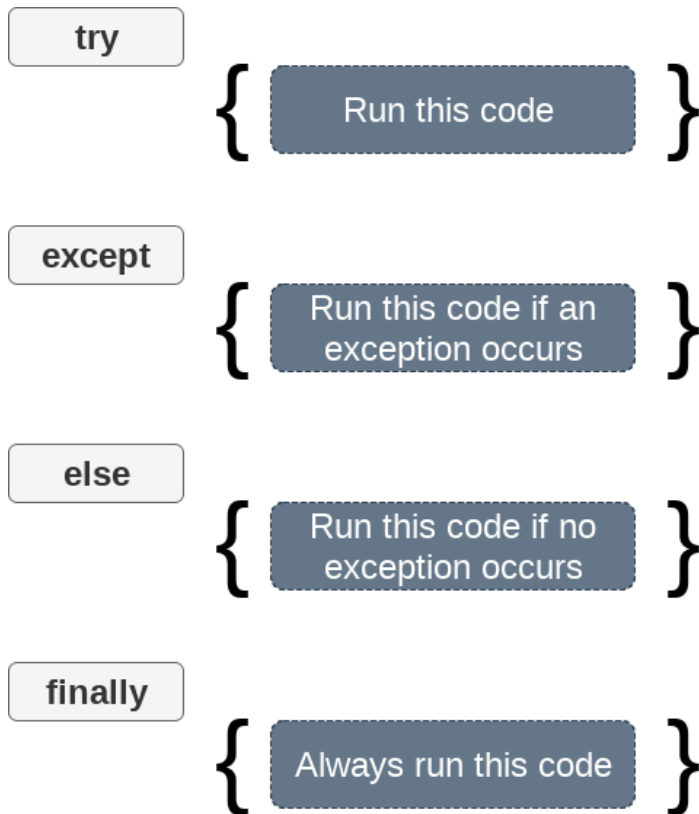 try
{ Run this code }
except
{ Run this code if an
exception occurs }
else
{ Run this code if no
exception occurs }
finally
{ Always run this code }